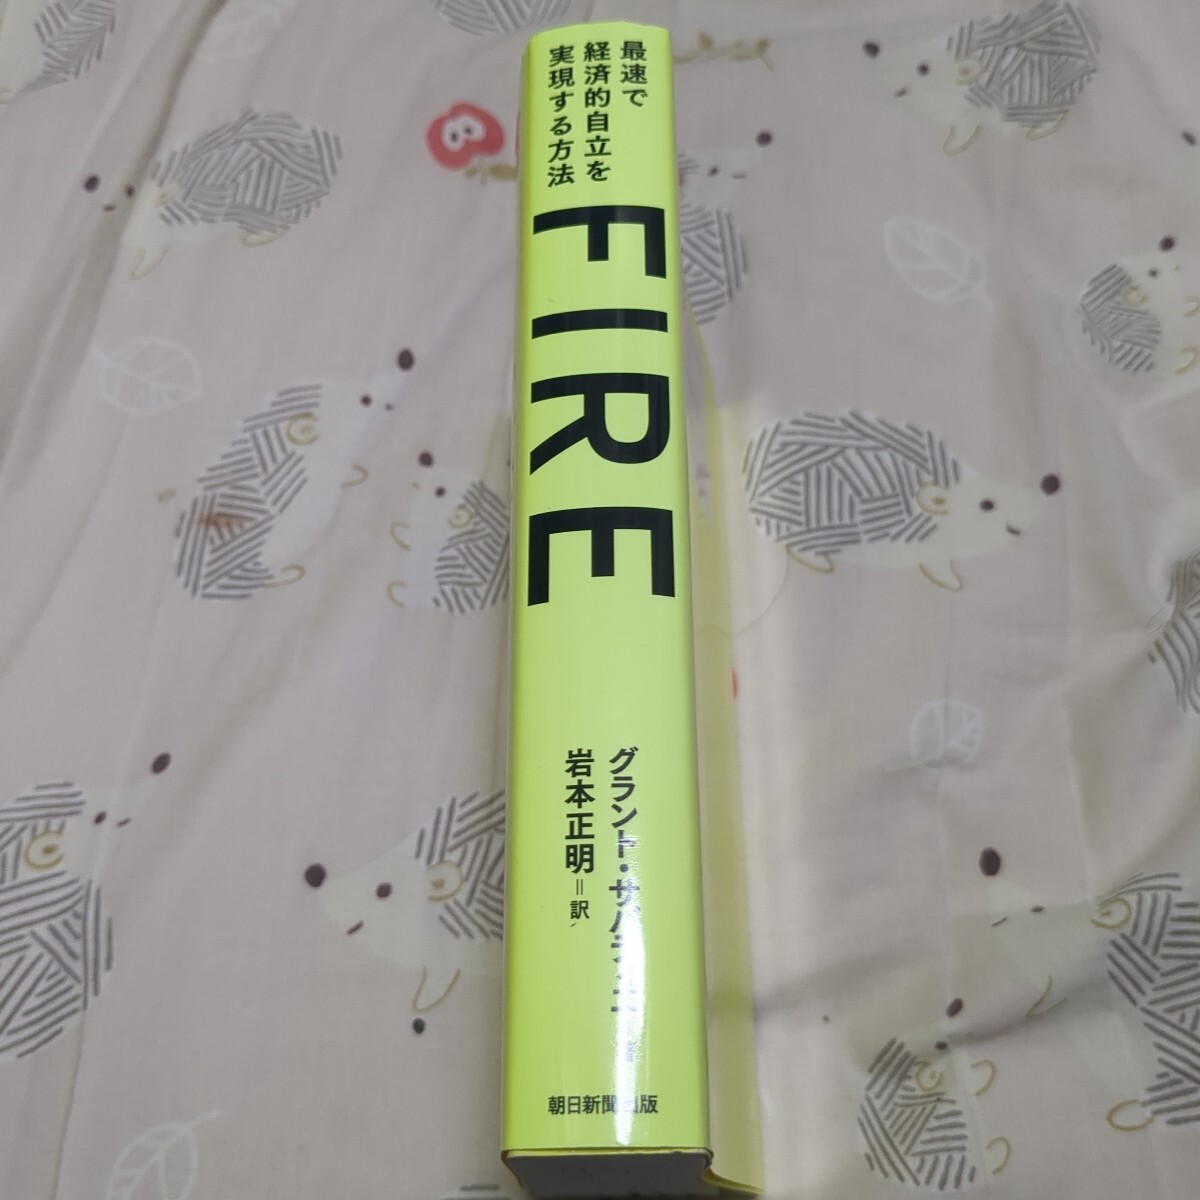 最速で
経済的自立を
実現する方法
FIRE
グラント・サバティエ=著
岩本正明=訳
朝日新聞出版